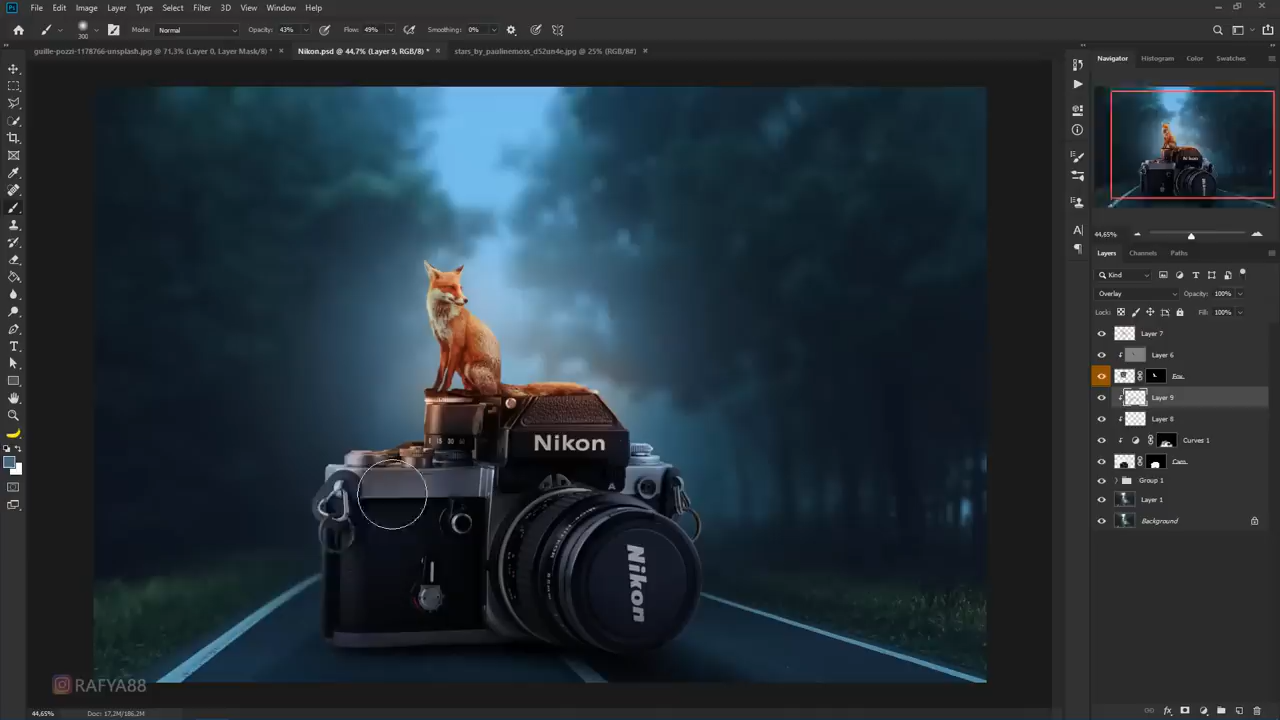 Ps File Edit Image Layer Type Select Filter 3D View Window Help
300 Mode: Normal Opacity: 43% Flow: 49% Smoothing: 0%
guille-pozzi-1178766-unsplash.jpg @ 71,3% (Layer 0, Layer Mask/8) * × Nikon.psd @ 44,7% (Layer 9, RGB/8) * × stars_by_paulinemoss_d52un4e.jpg @ 25% (RGB/8#) ×
Navigator Histogram Color Swatches
44,65%
Layers Channels Paths
Kind
Overlay Opacity: 100%
Lock: Fill: 100%
Layer 7
Layer 6
Fox
Layer 9
Layer 8
Curves 1
Cam
Group 1
Layer 1
Background
Nikon
A
Nikon
RAFYA88
44,65% Doc: 17,2M/186,2M